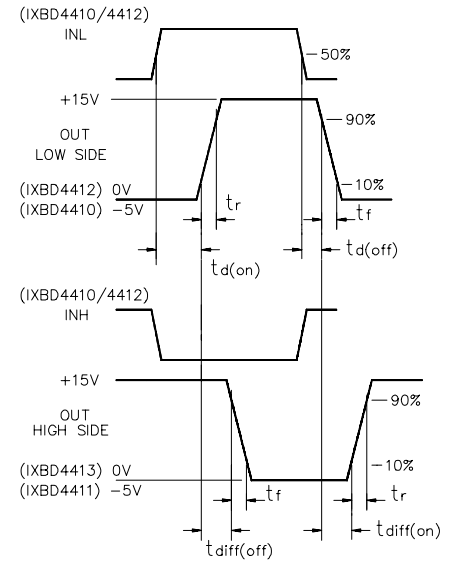 (IXBD4410/4412)
INL
50%
+15V
90%
OUT
LOW SIDE
10%
(IXBD4412) 0V
(IXBD4410) -5V
tr
tf
td(off)
td(on)
(IXBD4410/4412)
INH
+15V
90%
OUT
HIGH SIDE
10%
(IXBD4413) 0V
(IXBD4411) -5V
tf
tr
tdiff(on)
tdiff(off)